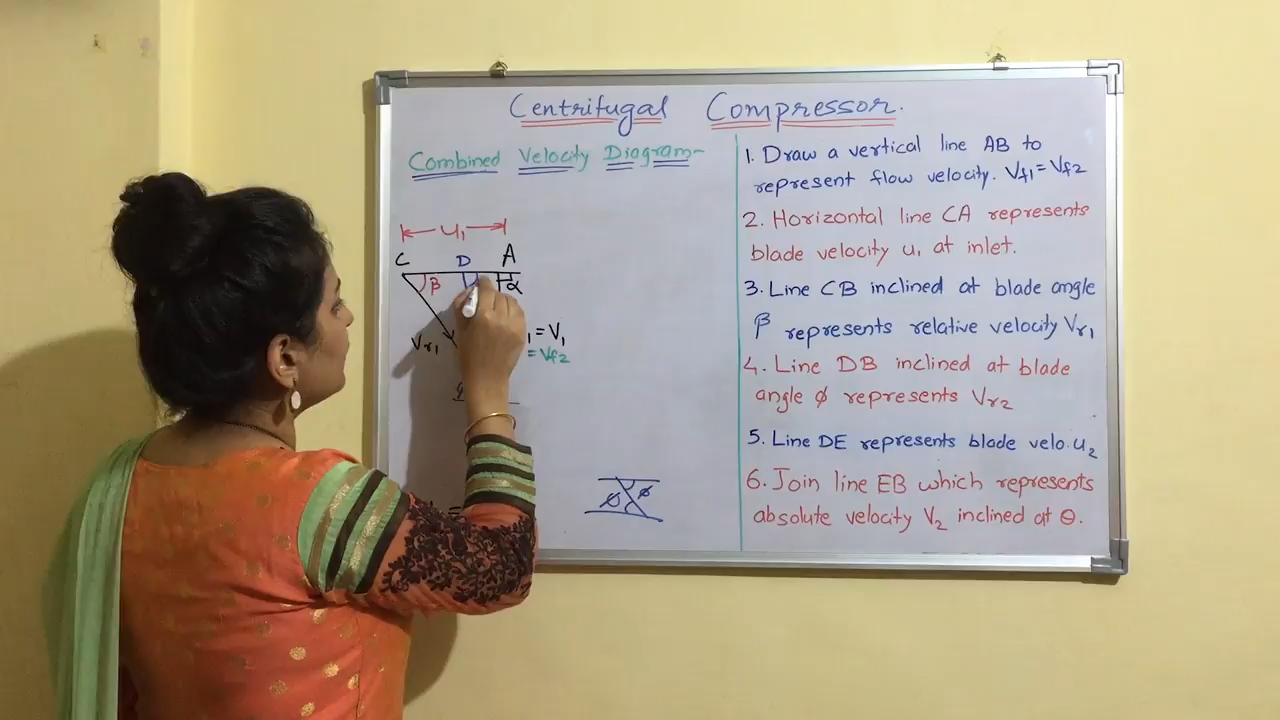 Centrifugal Compressor.
Combined Velocity Diagram-
u1
C D A
β α
Vr1
1 = V1
= Vf2
=
φ φ
1. Draw a vertical line AB to
represent flow velocity. Vf1 = Vf2
2. Horizontal line CA represents
blade velocity u1 at inlet.
3. Line CB inclined at blade angle
β represents relative velocity Vr1
4. Line DB inclined at blade
angle φ represents Vr2
5. Line DE represents blade velo. u2
6. Join line EB which represents
absolute velocity V2 inclined at θ.